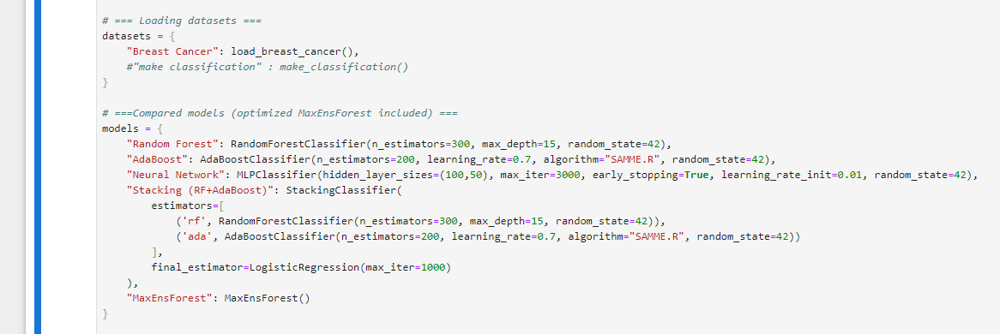 # === Loading datasets ===
datasets = {
    "Breast Cancer": load_breast_cancer(),
    #"make classification" : make_classification()
}
# ===Compared models (optimized MaxEnsForest included) ===
models = {
    "Random Forest": RandomForestClassifier(n_estimators=300, max_depth=15, random_state=42),
    "AdaBoost": AdaBoostClassifier(n_estimators=200, learning_rate=0.7, algorithm="SAMME.R", random_state=42),
    "Neural Network": MLPClassifier(hidden_layer_sizes=(100,50), max_iter=3000, early_stopping=True, learning_rate_init=0.01, random_state=42),
    "Stacking (RF+AdaBoost)": StackingClassifier(
        estimators=[
            ('rf', RandomForestClassifier(n_estimators=300, max_depth=15, random_state=42)),
            ('ada', AdaBoostClassifier(n_estimators=200, learning_rate=0.7, algorithm="SAMME.R", random_state=42))
        ],
        final_estimator=LogisticRegression(max_iter=1000)
    ),
    "MaxEnsForest": MaxEnsForest()
}